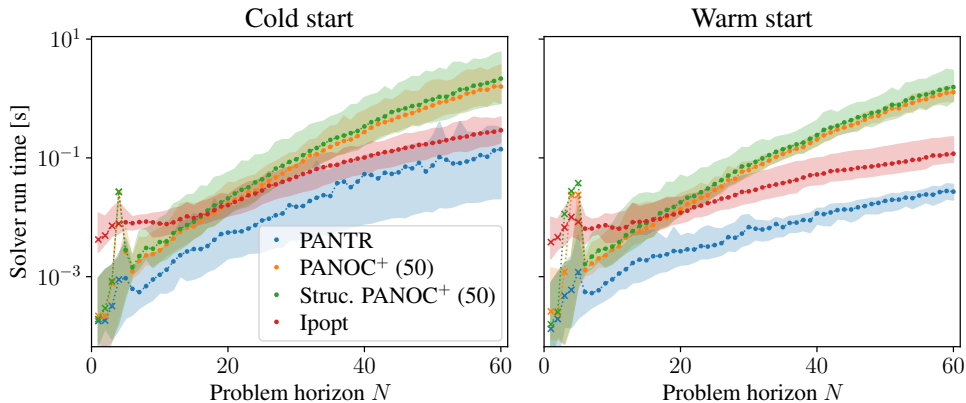 Cold start
Warm start
Solver run time [s]
10^1
10^-1
10^-3
PANTR
PANOC^+ (50)
Struc. PANOC^+ (50)
Ipopt
0
20
40
60
0
20
40
60
Problem horizon N
Problem horizon N